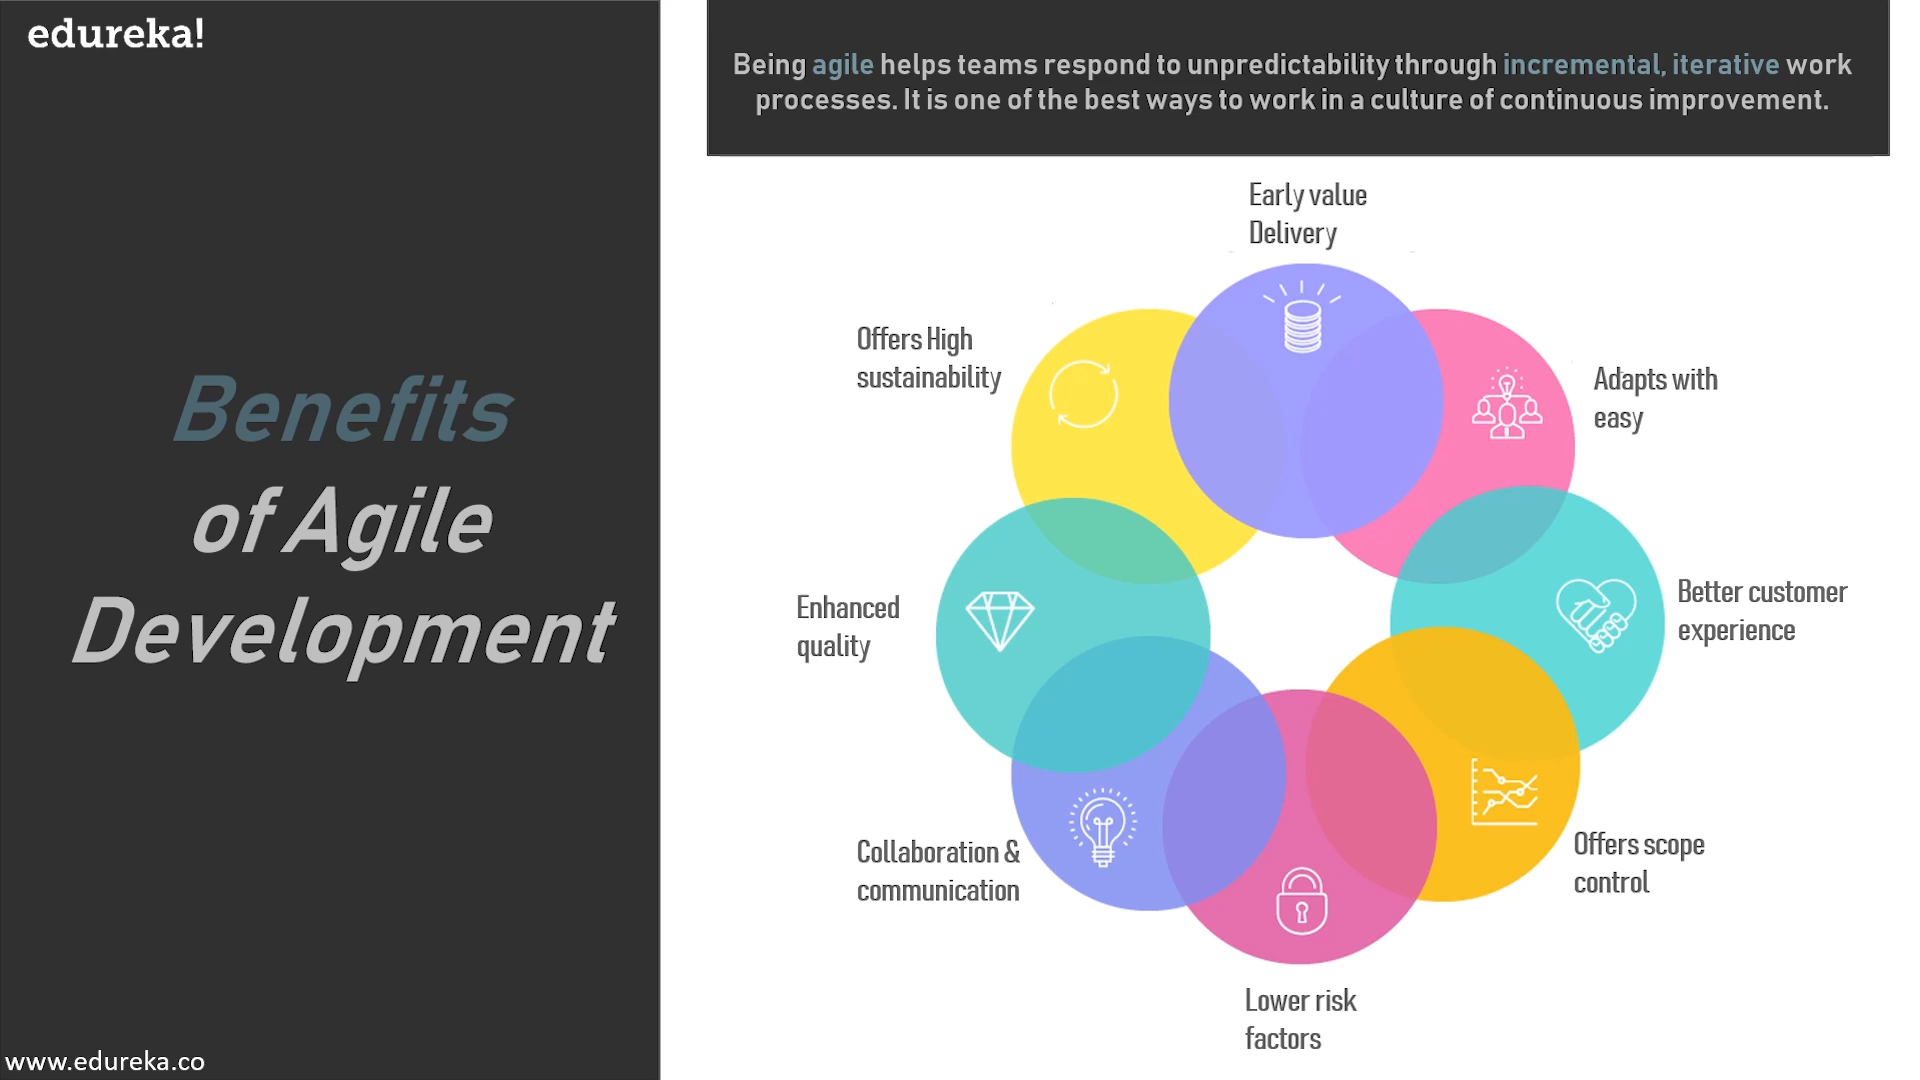 edureka!
Benefits
of Agile
Development
www.edureka.co
Being agile helps teams respond to unpredictability through incremental, iterative work
processes. It is one of the best ways to work in a culture of continuous improvement.
Early value
Delivery
Adapts with
easy
Better customer
experience
Offers scope
control
Lower risk
factors
Collaboration &
communication
Enhanced
quality
Offers High
sustainability